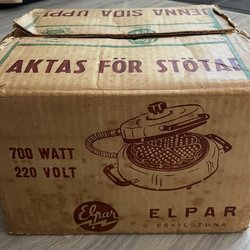 DENNA SIDA UPP!
AKTAS FÖR STÖTAR
700 WATT
220 VOLT
Elpar
ELPAR
ESKILSTUNA